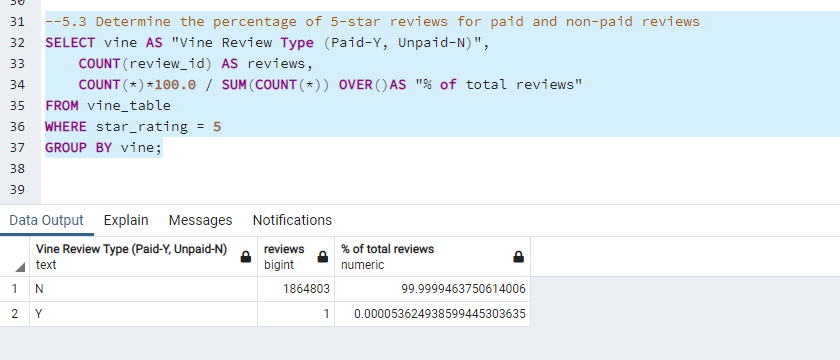 30
31 --5.3 Determine the percentage of 5-star reviews for paid and non-paid reviews
32 SELECT vine AS "Vine Review Type (Paid-Y, Unpaid-N)",
33 COUNT(review_id) AS reviews,
34 COUNT(*)*100.0 / SUM(COUNT(*)) OVER()AS "% of total reviews"
35 FROM vine_table
36 WHERE star_rating = 5
37 GROUP BY vine;
38
39
Data Output Explain Messages Notifications
Vine Review Type (Paid-Y, Unpaid-N) reviews % of total reviews
text bigint numeric
1 N 1864803 99.9999463750614006
2 Y 1 0.000053624938599445303635